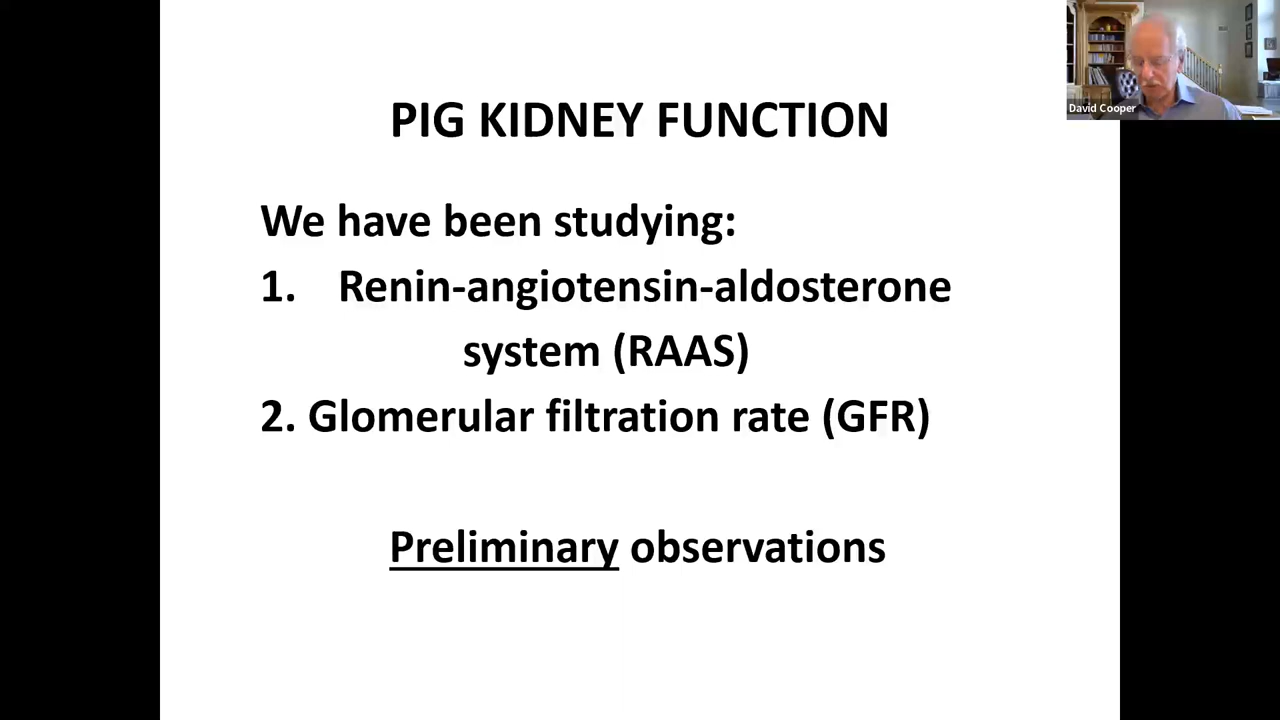 PIG KIDNEY FUNCTION
We have been studying:
1. Renin-angiotensin-aldosterone
system (RAAS)
2. Glomerular filtration rate (GFR)
Preliminary observations
David Cooper